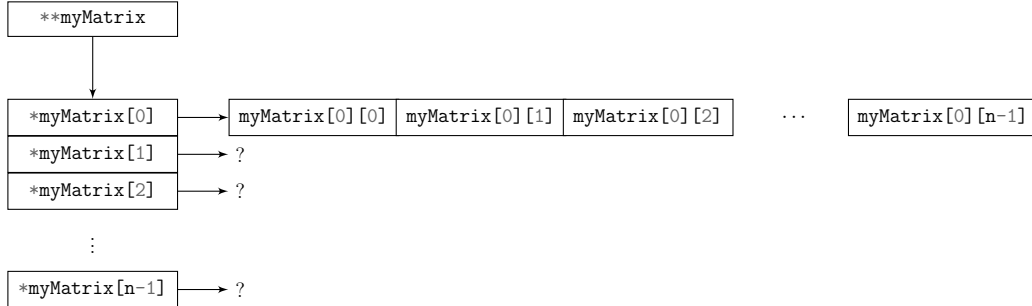 **myMatrix
*myMatrix[0] myMatrix[0][0] myMatrix[0][1] myMatrix[0][2] ... myMatrix[0][n-1]
*myMatrix[1] ?
*myMatrix[2] ?
⋮
*myMatrix[n-1] ?